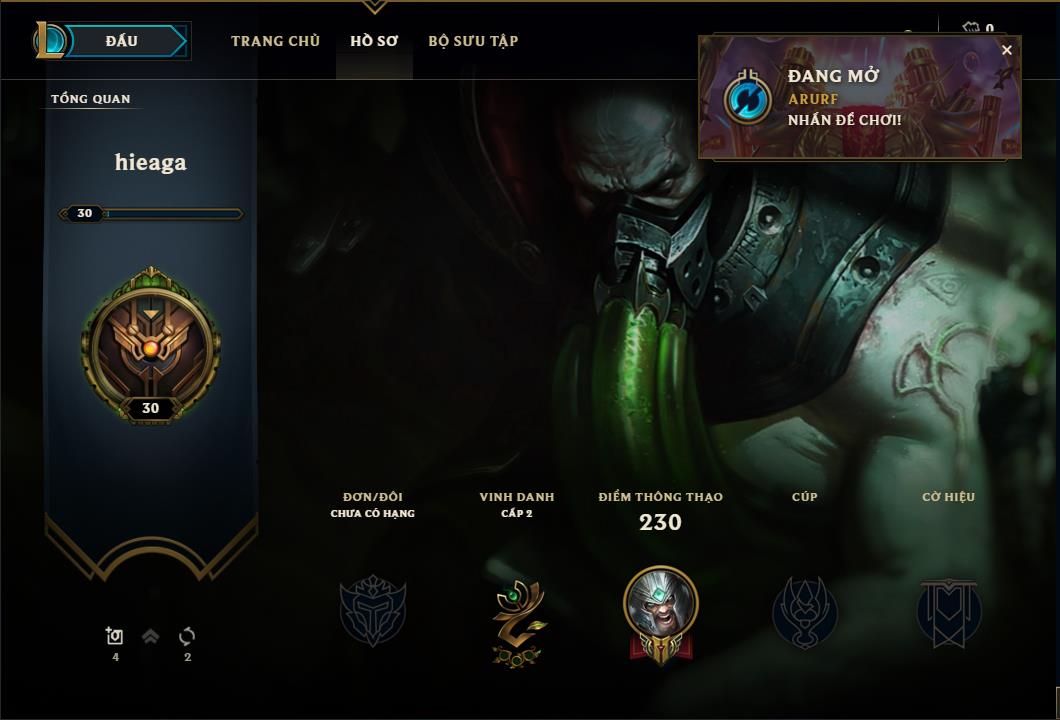 ĐẤU
TRANG CHỦ
HỒ SƠ
BỘ SƯU TẬP
0
ĐANG MỞ
ARURF
NHẤN ĐỂ CHƠI!
TỔNG QUAN
hieaga
30
30
ĐƠN/ĐÔI
CHƯA CÓ HẠNG
VINH DANH
CẤP 2
ĐIỂM THÔNG THẠO
230
CÚP
CỜ HIỆU
4
2